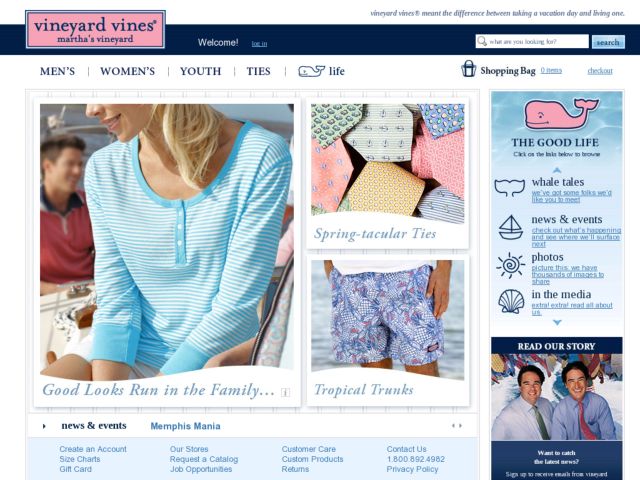 vineyard vines® meant the difference between taking a vacation day and living one.
vineyard vines®
martha's vineyard
Welcome!
log in
what are you looking for?
search
MEN'S
WOMEN'S
YOUTH
TIES
life
Shopping Bag
0 items
checkout
Good Looks Run in the Family...
Spring-tacular Ties
Tropical Trunks
THE GOOD LIFE
Click on the links below to browse
whale tales
we've got some folks we'd
like you to meet
news & events
check out what's happening
and see where we'll surface
next
photos
picture this: we have
thousands of images to
share
in the media
extra! extra! read all about
us.
READ OUR STORY
Want to catch
the latest news?
Sign up to receive emails from vineyard
news & events
Memphis Mania
Create an Account
Size Charts
Gift Card
Our Stores
Request a Catalog
Job Opportunities
Customer Care
Custom Products
Returns
Contact Us
1.800.892.4982
Privacy Policy